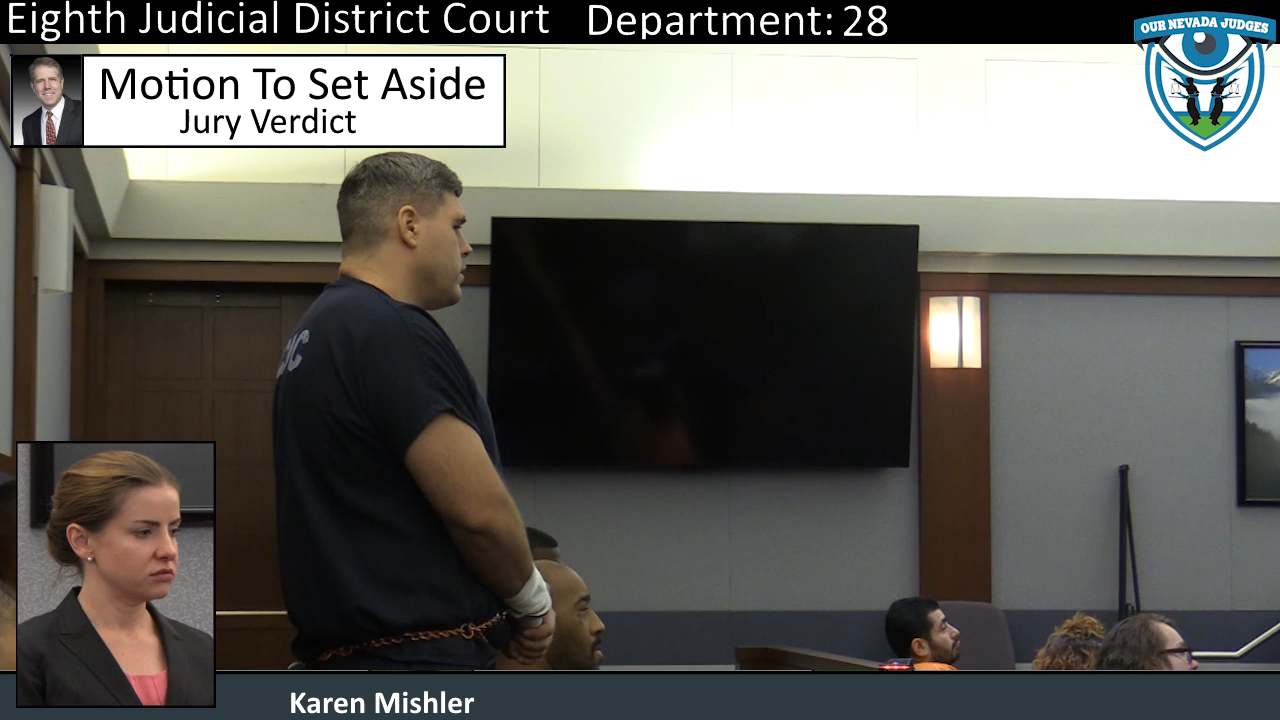 Eighth Judicial District Court Department: 28
OUR NEVADA JUDGES
Motion To Set Aside
Jury Verdict
Karen Mishler